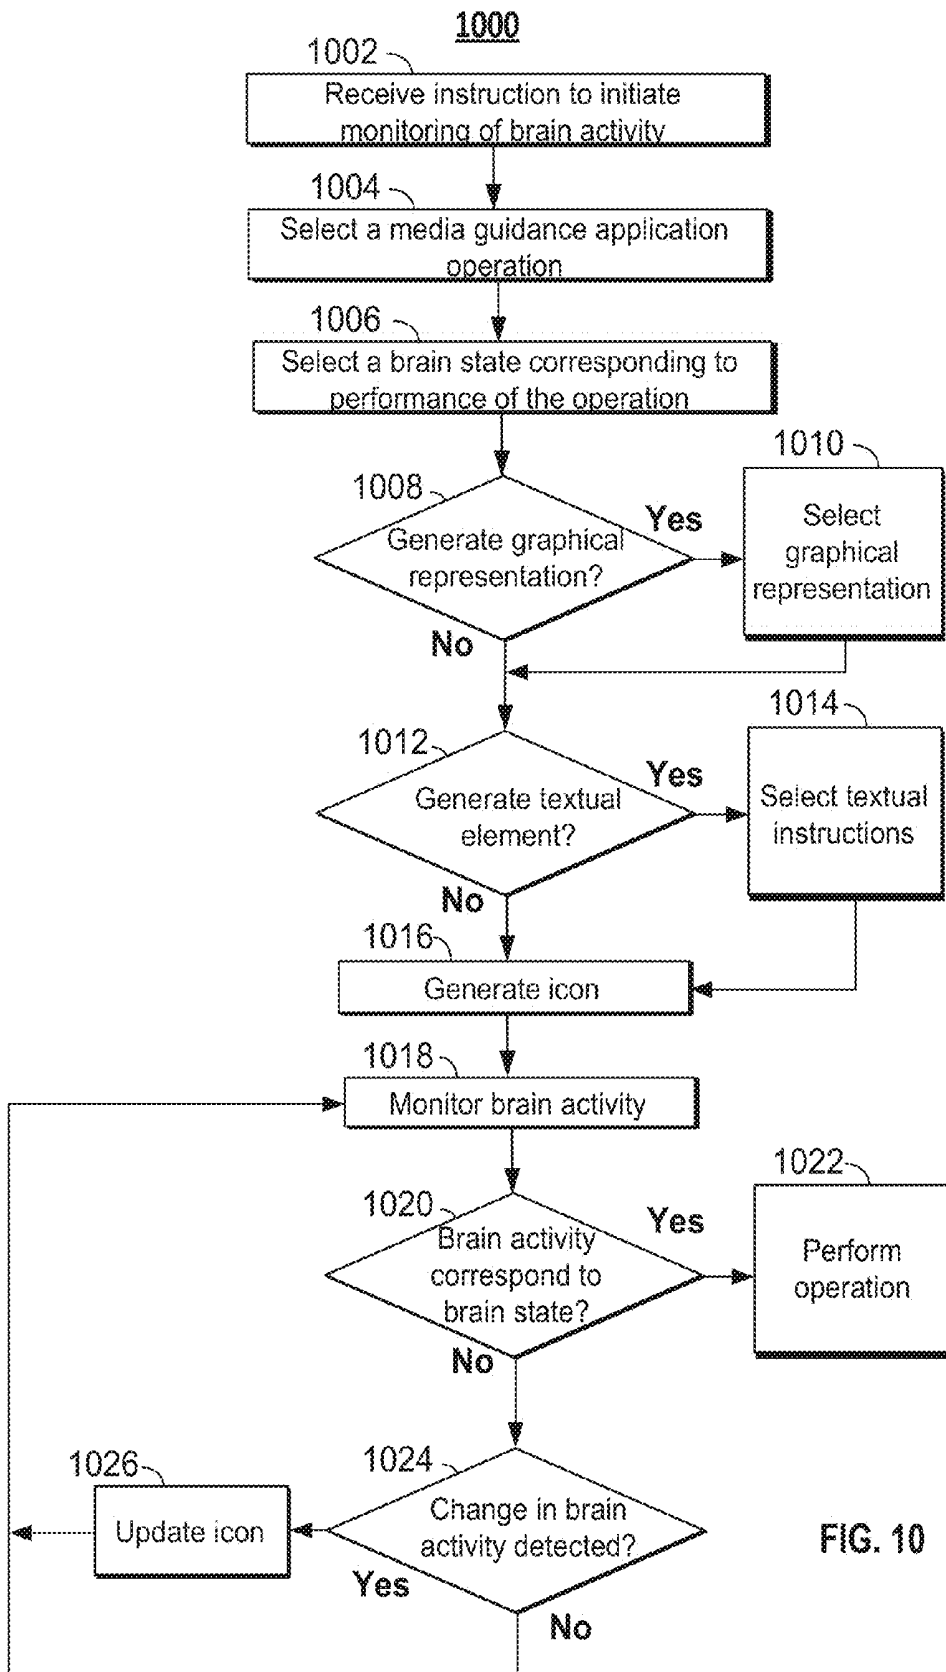 1000
1002
Receive instruction to initiate
monitoring of brain activity
1004
Select a media guidance application
operation
1006
Select a brain state corresponding to
performance of the operation
1008
Generate graphical
representation?
Yes
No
1010
Select
graphical
representation
1012
Generate textual
element?
Yes
No
1014
Select textual
instructions
1016
Generate icon
1018
Monitor brain activity
1020
Brain activity
correspond to
brain state?
Yes
No
1022
Perform
operation
1024
Change in brain
activity detected?
Yes
No
1026
Update icon
FIG. 10